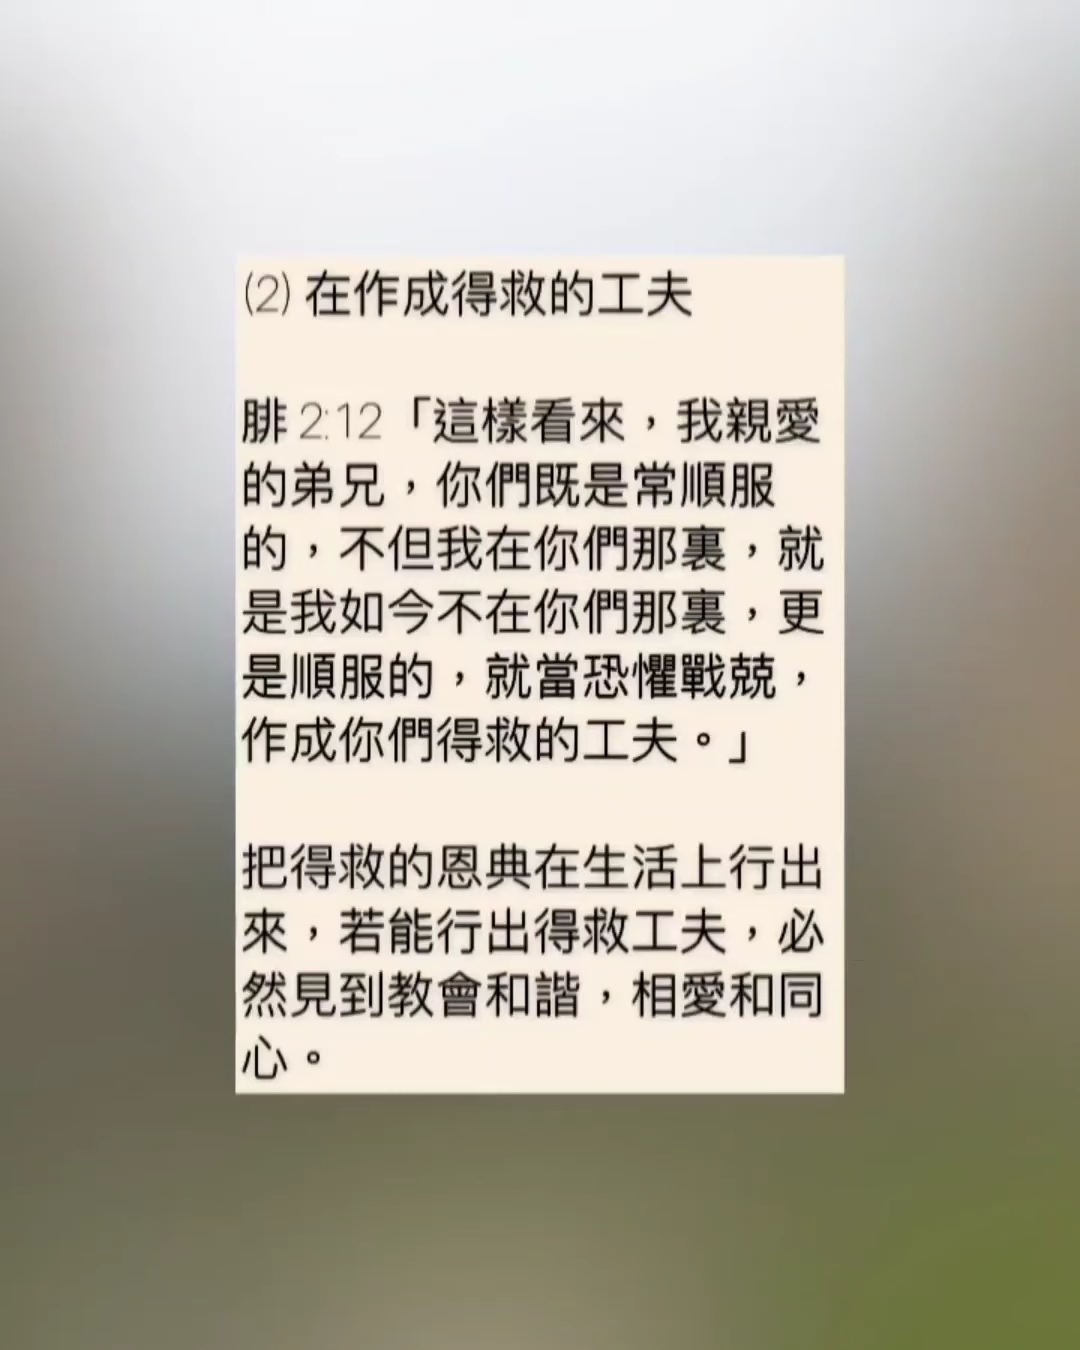 (2) 在作成得救的工夫
腓 2:12「這樣看來，我親愛
的弟兄，你們既是常順服
的，不但我在你們那裏，就
是我如今不在你們那裏，更
是順服的，就當恐懼戰兢，
作成你們得救的工夫。」
把得救的恩典在生活上行出
來，若能行出得救工夫，必
然見到教會和諧，相愛和同
心。